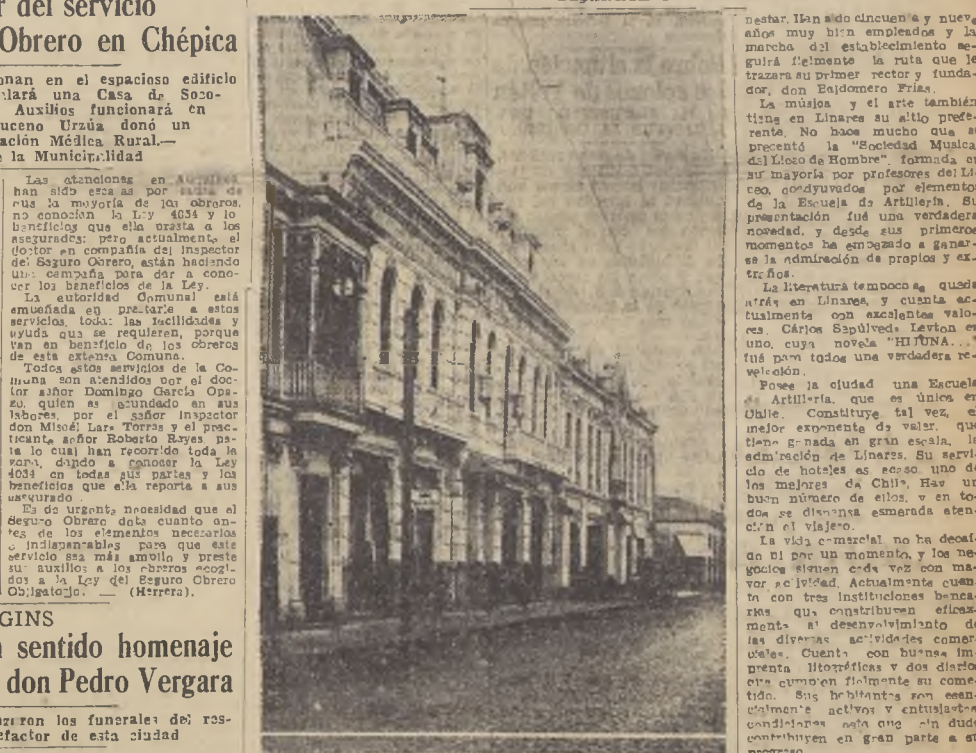 r del servicio
Obrero en Chépica
onan en el espacioso edificio
lará una Casa de Soco-
Auxilios funcionará en
uceno Urzúa donó un
ación Médica Rural.—
la Municipalidad
Las atenciones en
han sido escasas por causa de
que la mayoría de los obreros,
no conocían la Ley 4054 y lo
beneficios que ella presta a los
asegurados; pero actualmente el
doctor en compañía del Inspector
del Seguro Obrero, están haciendo
una campaña para dar a cono-
cer los beneficios de la Ley.
La autoridad Comunal está
empeñada en prestarle a estos
servicios, todas las facilidades y
ayuda que se requieren, porque
van en beneficio de los obreros
de esta extensa Comuna.
Todos estos servicios de la Co-
muna son atendidos por el doc-
tor señor Domingo García Opa-
zo, quien es secundado en sus
labores, por el señor Inspector
don Misael Lara Torres y el prac-
ticante señor Roberto Reyes pa-
ra lo cual han recorrido toda la
zona, dando a conocer la Ley
4054 en todas sus partes y los
beneficios que ella reporta a sus
asegurado.
Es de urgente necesidad que el
Seguro Obrero dote cuanto an-
tes de los elementos necesarios
e indispensables para que este
servicio sea más amplio y preste
sus auxilios a los obreros acogi-
dos a la Ley del Seguro Obrero
Obligatorio. — (Herrera).
GINS
sentido homenaje
don Pedro Vergara
zaron los funerales del res-
efactor de esta ciudad
nestar. Han sido cincuenta y nueve
años muy bien empleados y la
marcha del establecimiento se-
guirá fielmente la ruta que le
trazara su primer rector y funda-
dor, don Baldomero Frías.
La música y el arte también
tiene en Linares su sitio prefe-
rente. No hace mucho que se
presentó la "Sociedad Musical
del Liceo de Hombre", formada en
su mayoría por profesores del Li-
ceo, coadyuvados por elemento
de la Escuela de Artillería. Su
presentación fué una verdadera
novedad, y desde sus primeros
momentos ha empezado a ganar-
se la admiración de propios y ex-
traños.
La literatura tampoco se queda
atrás en Linares, y cuenta ac-
tualmente con excelentes valo-
res. Cárlos Sepúlveda Leyton es
uno, cuya novela "HIJUNA..."
fué para todos una verdadera re-
velación.
Posee la ciudad una Escuela
de Artillería, que es única en
Chile. Constituye tal vez, el
mejor exponente de valer, que
tiene ganada en gran escala, la
admiración de Linares. Su servi-
cio de hoteles es acaso uno de
los mejores de Chile, Hay un
buen número de ellos, y en to-
dos se dispensa esmerada aten-
ción el viajero.
La vida comercial no ha decaí-
do ni por un momento, y los ne-
gocios siguen cada vez con ma-
yor actividad. Actualmente cuen-
ta con tres instituciones banca-
rias que constribuyen eficaz-
mente al desenvolvimiento de
las diversas actividades comer-
ciales. Cuenta con buenas im-
prenta litográficas y dos diarios
que cumplen fielmente su come-
tido. Sus habitantes son esen-
cialmente activos y entusiastas
condiciones para que sin duda
contribuyen en gran parte a su
progreso